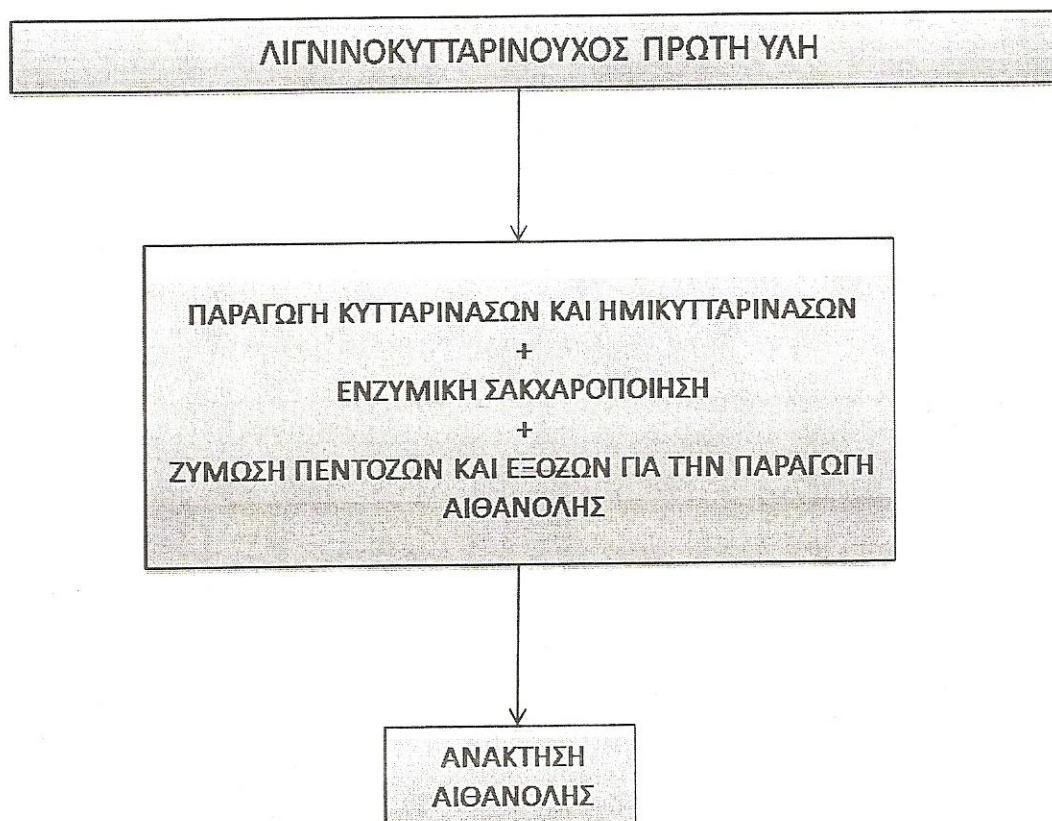 ΛΙΓΝΙΝΟΚΥΤΤΑΡΙΝΟΥΧΟΣ ΠΡΩΤΗ ΥΛΗ
ΠΑΡΑΓΩΓΗ ΚΥΤΤΑΡΙΝΑΣΩΝ ΚΑΙ ΗΜΙΚΥΤΤΑΡΙΝΑΣΩΝ
+
ΕΝΖΥΜΙΚΗ ΣΑΚΧΑΡΟΠΟΙΗΣΗ
+
ΖΥΜΩΣΗ ΠΕΝΤΟΖΩΝ ΚΑΙ ΕΞΟΖΩΝ ΓΙΑ ΤΗΝ ΠΑΡΑΓΩΓΗ
ΑΙΘΑΝΟΛΗΣ
ΑΝΑΚΤΗΣΗ
ΑΙΘΑΝΟΛΗΣ